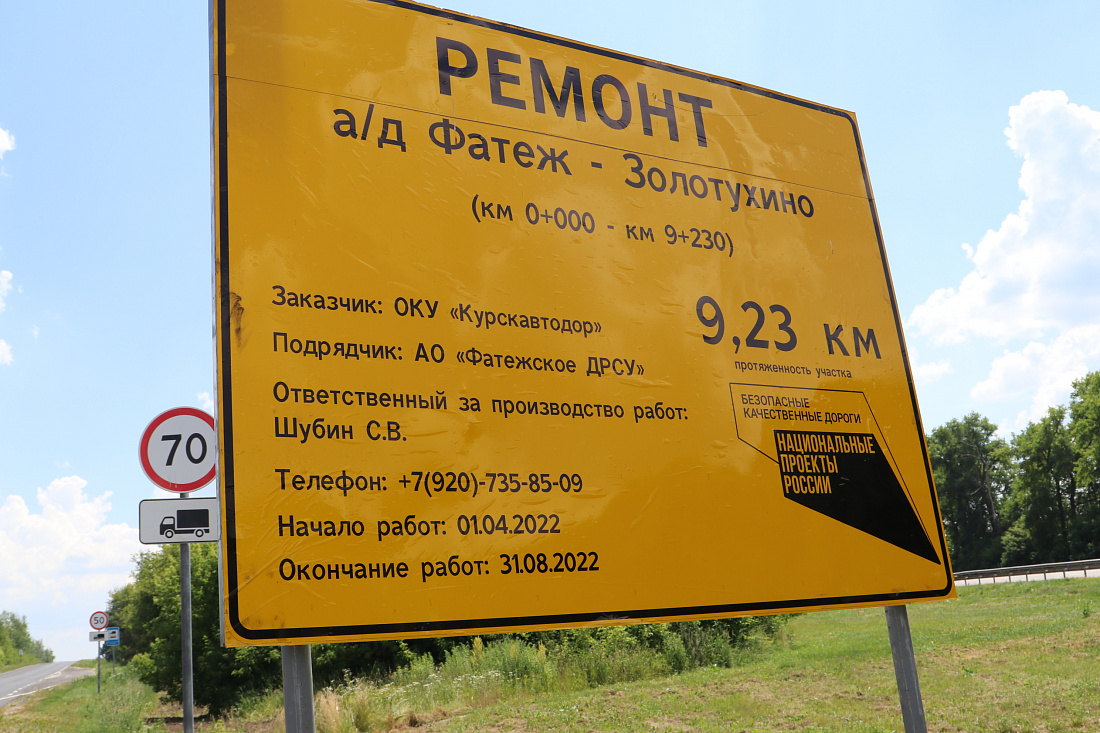 РЕМОНТ
а/д Фатеж - Золотухино
(км 0+000 - км 9+230)
Заказчик: ОКУ «Курскавтодор»
Подрядчик: АО «Фатежское ДРСУ»
Ответственный за производство работ:
Шубин С.В.
Телефон: +7(920)-735-85-09
Начало работ: 01.04.2022
Окончание работ: 31.08.2022
9,23 км
протяженность участка
БЕЗОПАСНЫЕ
КАЧЕСТВЕННЫЕ ДОРОГИ
НАЦИОНАЛЬНЫЕ
ПРОЕКТЫ
РОССИИ
70
50